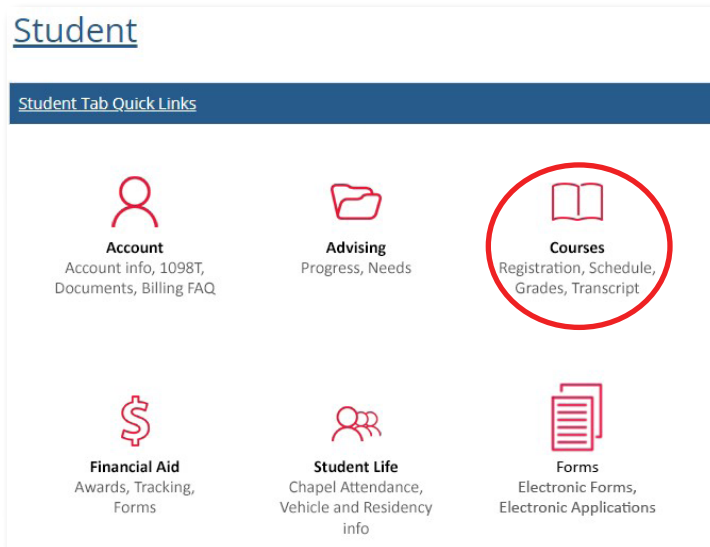 Student
Student Tab Quick Links
Account
Account info, 1098T,
Documents, Billing FAQ
Advising
Progress, Needs
Courses
Registration, Schedule,
Grades, Transcript
Financial Aid
Awards, Tracking,
Forms
Student Life
Chapel Attendance,
Vehicle and Residency
info
Forms
Electronic Forms,
Electronic Applications